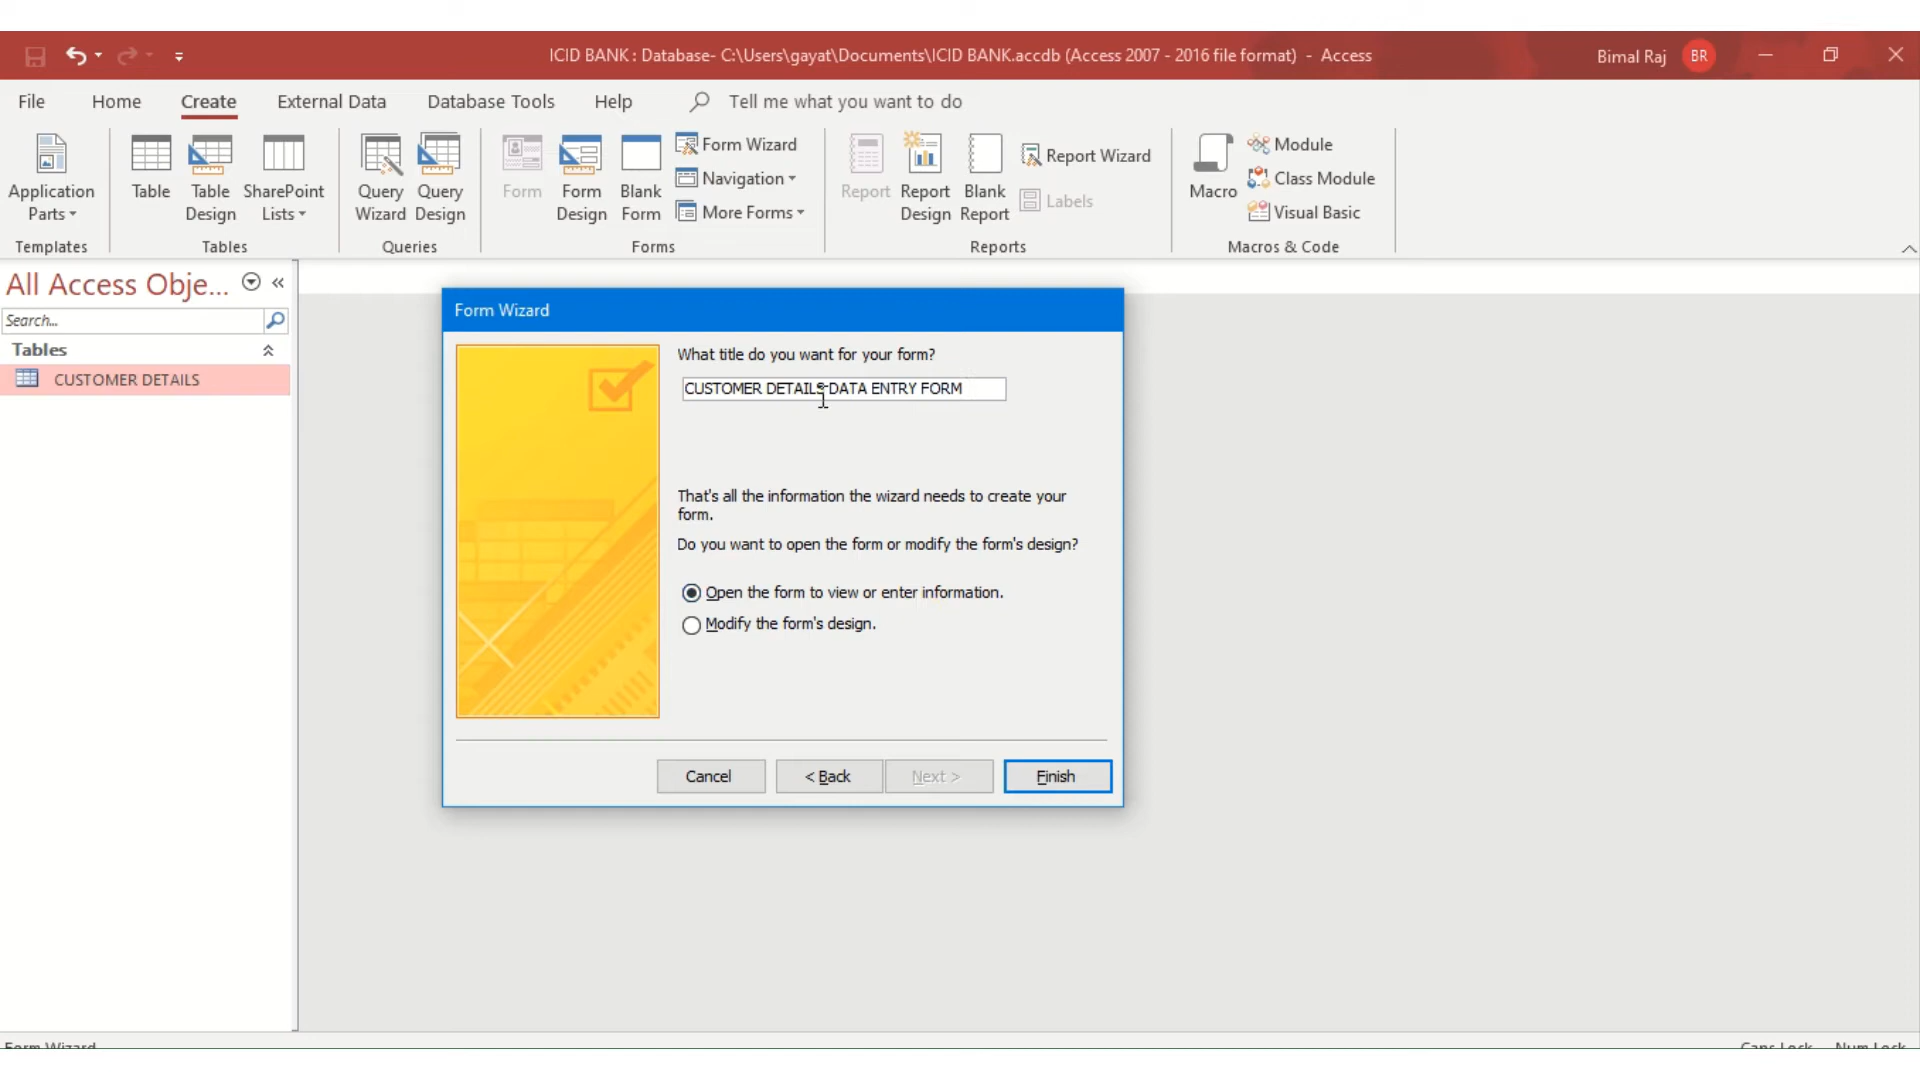 ICID BANK : Database- C:\Users\gayat\Documents\ICID BANK.accdb (Access 2007 - 2016 file format) - Access
Bimal Raj BR
File Home Create External Data Database Tools Help Tell me what you want to do
Application Parts
Table
Table Design
SharePoint Lists
Query Wizard
Query Design
Form
Form Design
Blank Form
Form Wizard
Navigation
More Forms
Report
Report Design
Blank Report
Report Wizard
Labels
Macro
Module
Class Module
Visual Basic
Templates Tables Queries Forms Reports Macros & Code
All Access Obje...
Search...
Tables
CUSTOMER DETAILS
Form Wizard
What title do you want for your form?
CUSTOMER DETAILS-DATA ENTRY FORM
That's all the information the wizard needs to create your
form.
Do you want to open the form or modify the form's design?
Open the form to view or enter information.
Modify the form's design.
Cancel < Back Next > Finish
Form Wizard Caps Lock Num Lock